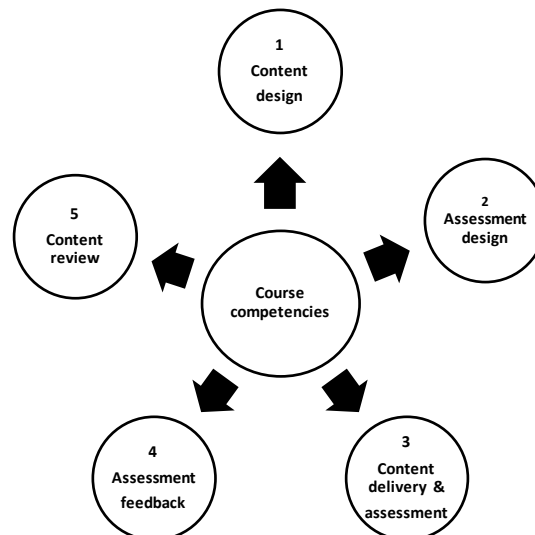 1
Content
design
2
Assessment
design
3
Content
delivery &
assessment
4
Assessment
feedback
5
Content
review
Course
competencies